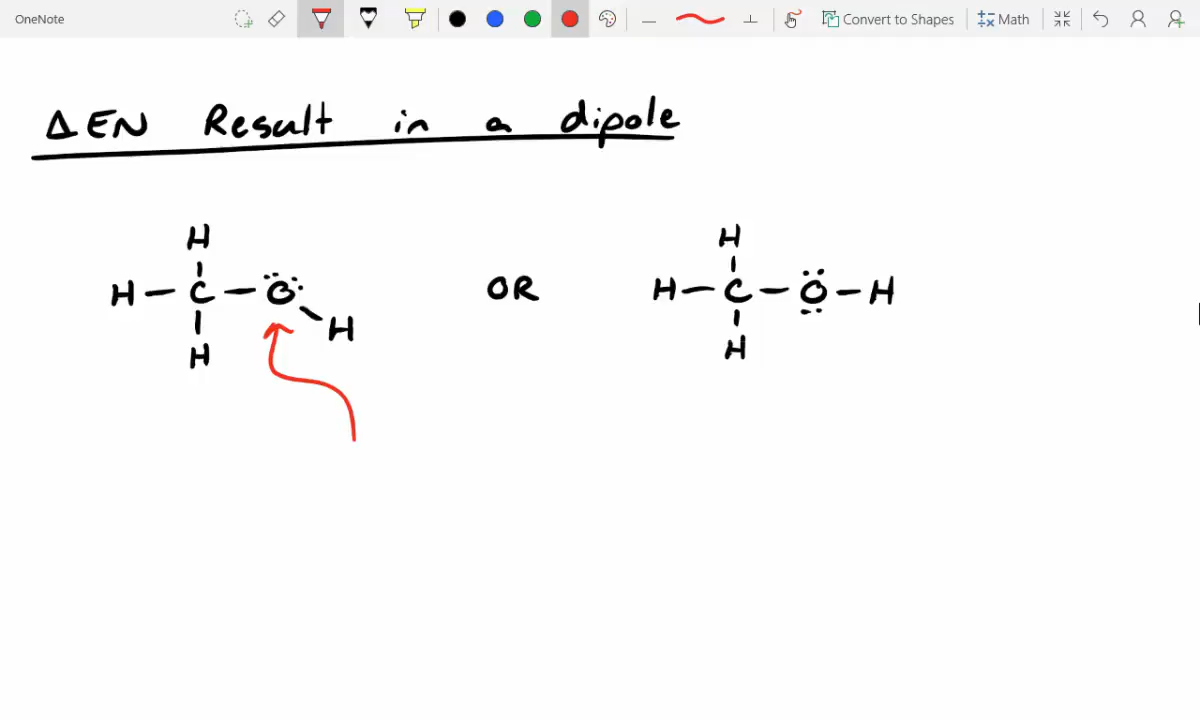 OneNote
Convert to Shapes
Math
ΔEN Result in a dipole
H H
H – C – Ö: OR H – C – Ö – H
H
H H